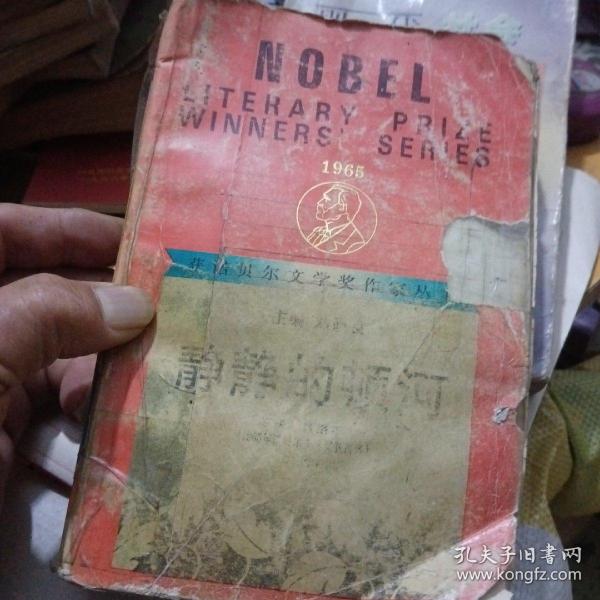 NOBEL
LITERARY PRIZE
WINNERS' SERIES
1965
获诺贝尔文学奖作家丛
主编
静静的顿河
孔夫子旧书网
www.kongfz.com